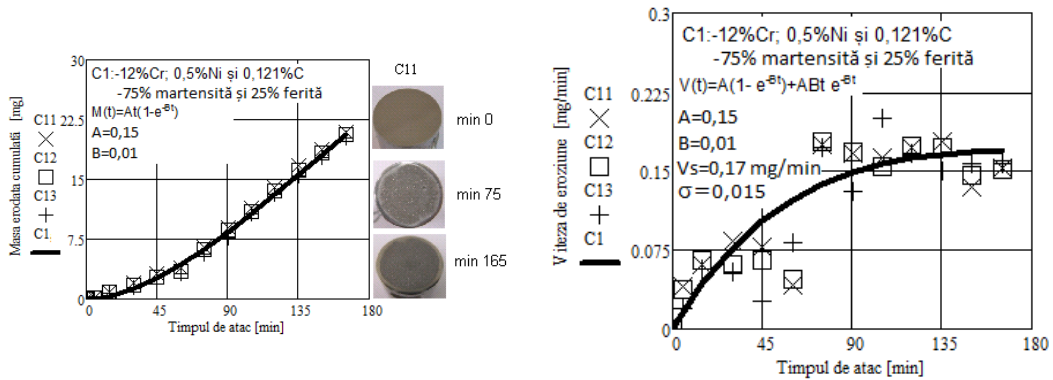 30
22.5
15
7.5
0
0
45
90
135
180
Timpul de atac [min]
Masa erodata cumulată [mg]
C11
C12
C13
C1
C1:-12%Cr; 0,5%Ni și 0,121%C
-75% martensită și 25% ferită
M(t)=At(1-e^-Bt)
A=0,15
B=0,01
C11
min 0
min 75
min 165
0.3
0.225
0.15
0.075
0
0
45
90
135
180
Timpul de atac [min]
Viteza de eroziune [mg/min]
C11
C12
C13
C1
C1:-12%Cr; 0,5%Ni și 0,121%C
-75% martensită și 25% ferită
V(t)=A(1- e^-Bt)+ABt e^-Bt
A=0,15
B=0,01
Vs=0,17 mg/min
σ=0,015